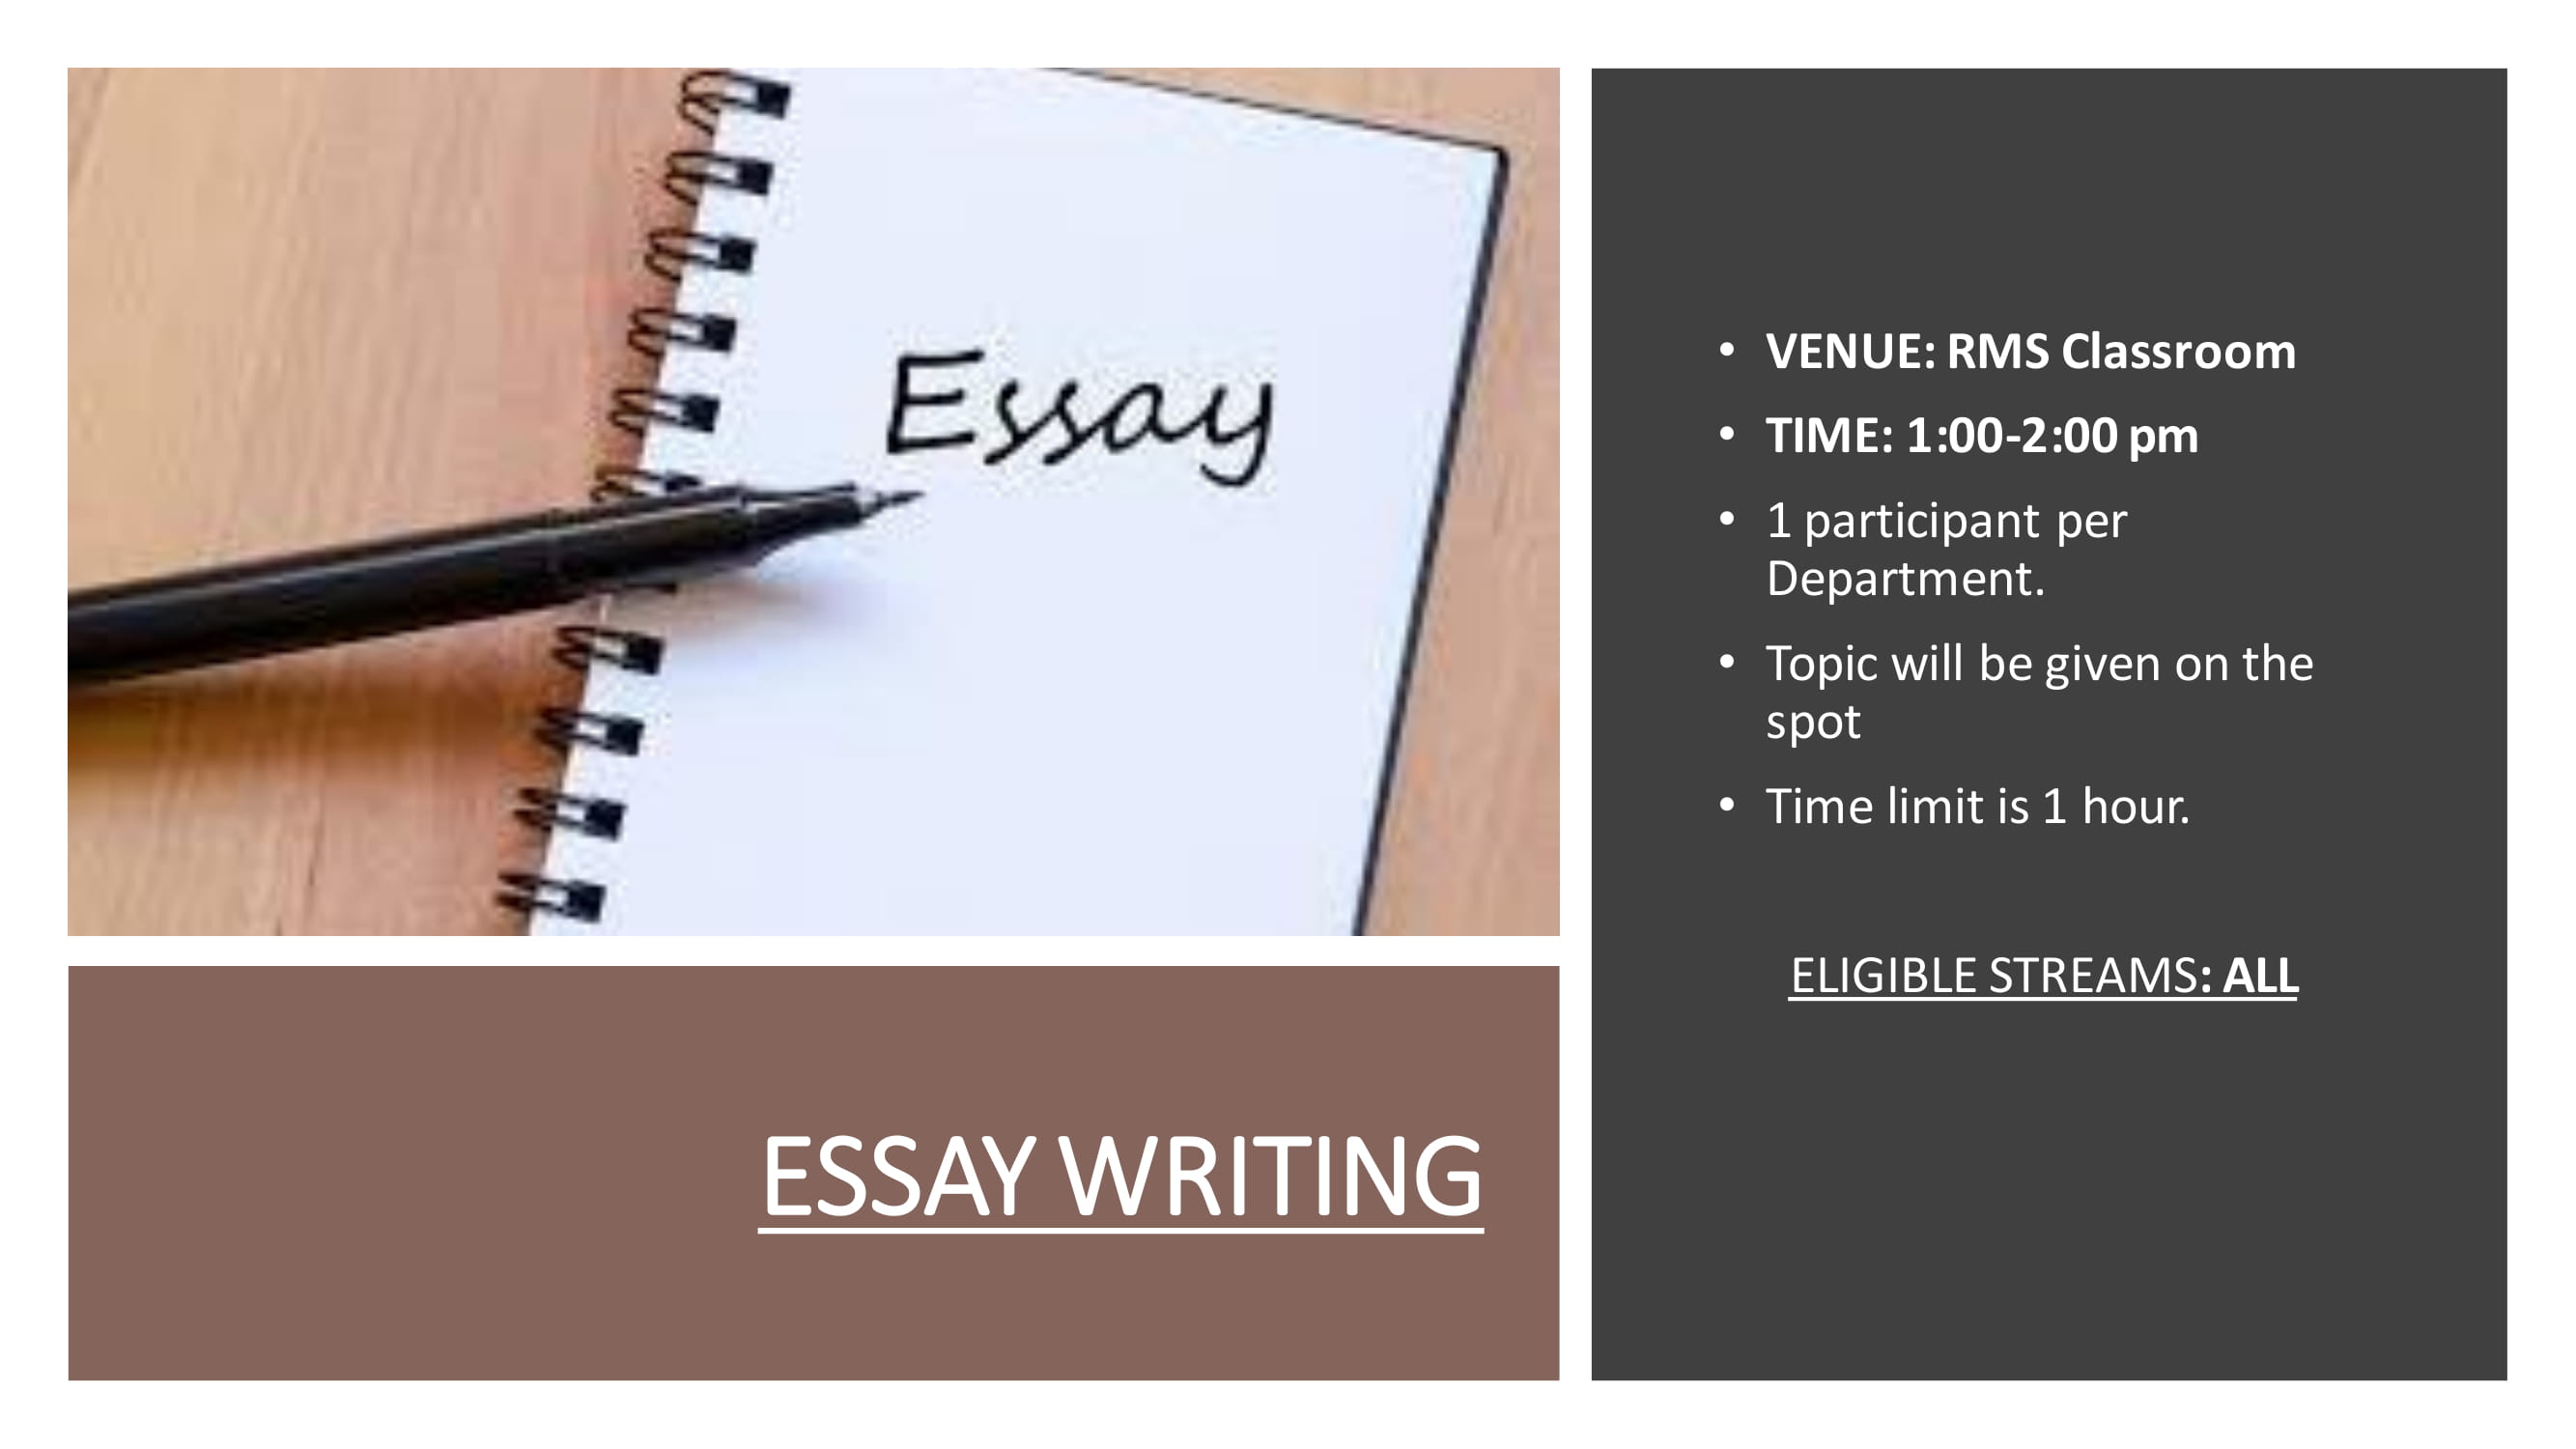 Essay
ESSAY WRITING
• VENUE: RMS Classroom
• TIME: 1:00-2:00 pm
• 1 participant per
Department.
• Topic will be given on the
spot
• Time limit is 1 hour.
ELIGIBLE STREAMS: ALL